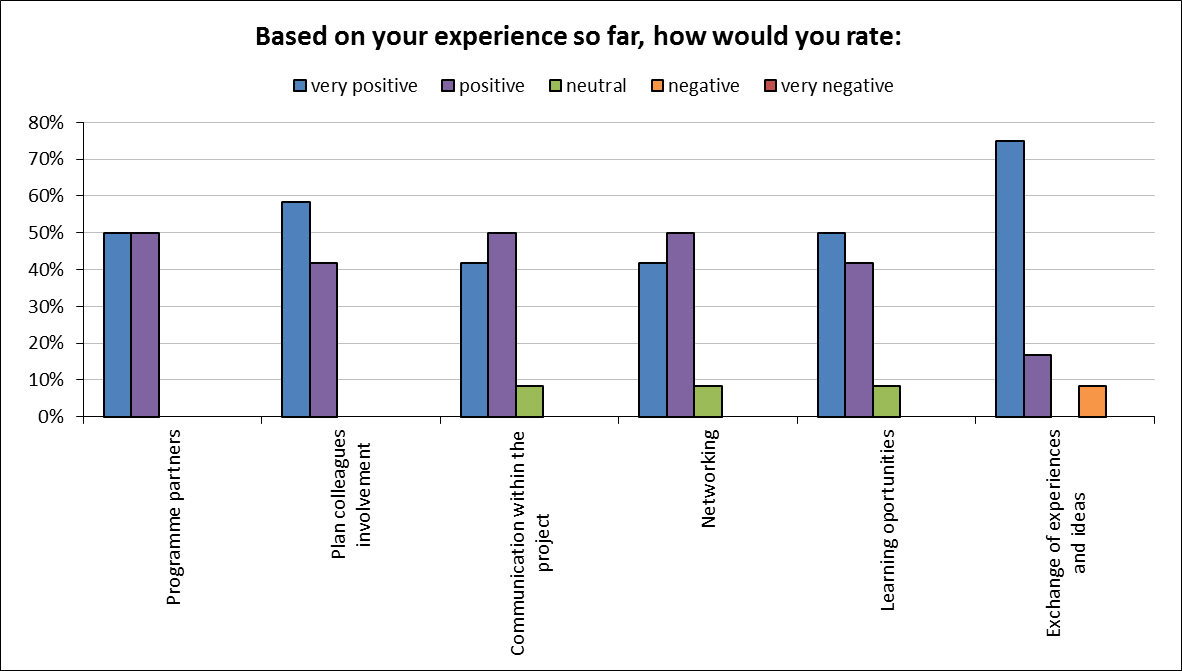 Based on your experience so far, how would you rate:
very positive positive neutral negative very negative
80%
70%
60%
50%
40%
30%
20%
10%
0%
Programme partners
Plan colleagues
involvement
Communication within the
project
Networking
Learning oportunities
Exchange of experiences
and ideas